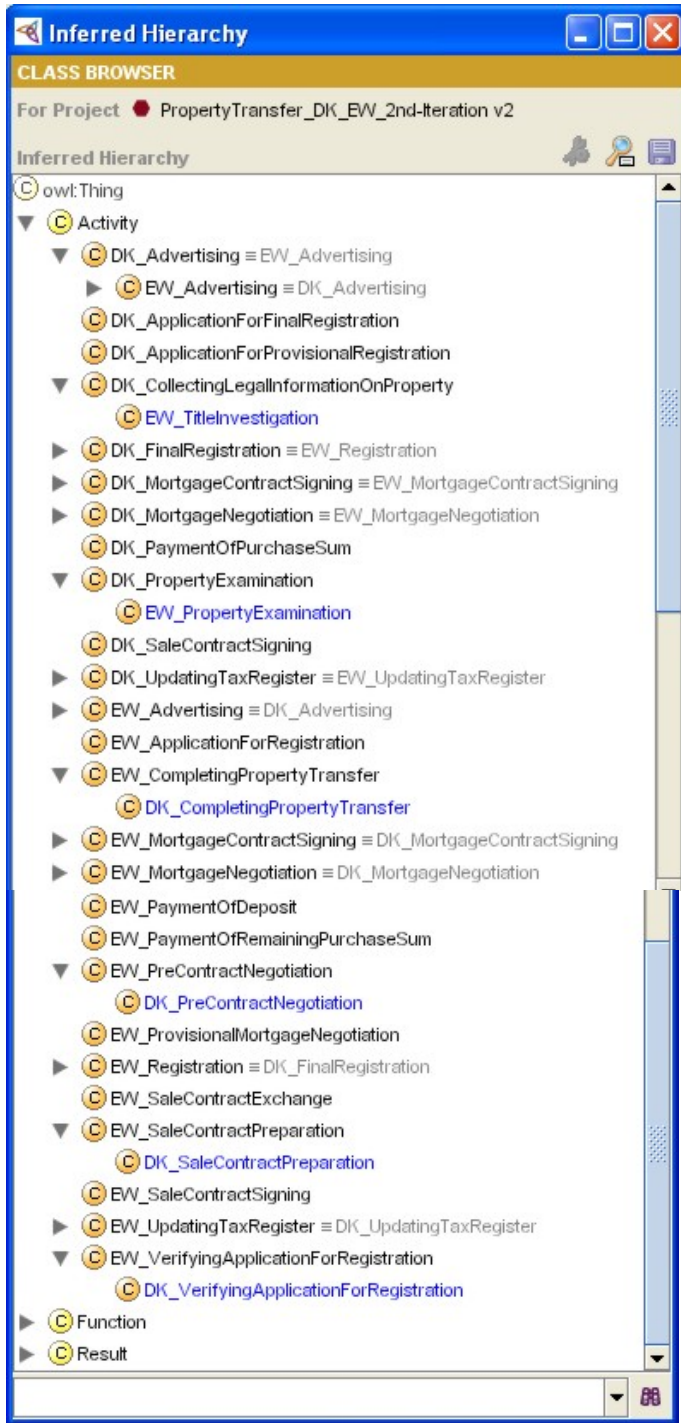 Inferred Hierarchy
CLASS BROWSER
For Project PropertyTransfer_DK_EW_2nd-Iteration v2
Inferred Hierarchy
C owl:Thing
C Activity
C DK_Advertising ≡ EW_Advertising
C EW_Advertising ≡ DK_Advertising
C DK_ApplicationForFinalRegistration
C DK_ApplicationForProvisionalRegistration
C DK_CollectingLegalInformationOnProperty
C EW_TitleInvestigation
C DK_FinalRegistration ≡ EW_Registration
C DK_MortgageContractSigning ≡ EW_MortgageContractSigning
C DK_MortgageNegotiation ≡ EW_MortgageNegotiation
C DK_PaymentOfPurchaseSum
C DK_PropertyExamination
C EW_PropertyExamination
C DK_SaleContractSigning
C DK_UpdatingTaxRegister ≡ EW_UpdatingTaxRegister
C EW_Advertising ≡ DK_Advertising
C EW_ApplicationForRegistration
C EW_CompletingPropertyTransfer
C DK_CompletingPropertyTransfer
C EW_MortgageContractSigning ≡ DK_MortgageContractSigning
C EW_MortgageNegotiation ≡ DK_MortgageNegotiation
C EW_PaymentOfDeposit
C EW_PaymentOfRemainingPurchaseSum
C EW_PreContractNegotiation
C DK_PreContractNegotiation
C EW_ProvisionalMortgageNegotiation
C EW_Registration ≡ DK_FinalRegistration
C EW_SaleContractExchange
C EW_SaleContractPreparation
C DK_SaleContractPreparation
C EW_SaleContractSigning
C EW_UpdatingTaxRegister ≡ DK_UpdatingTaxRegister
C EW_VerifyingApplicationForRegistration
C DK_VerifyingApplicationForRegistration
C Function
C Result